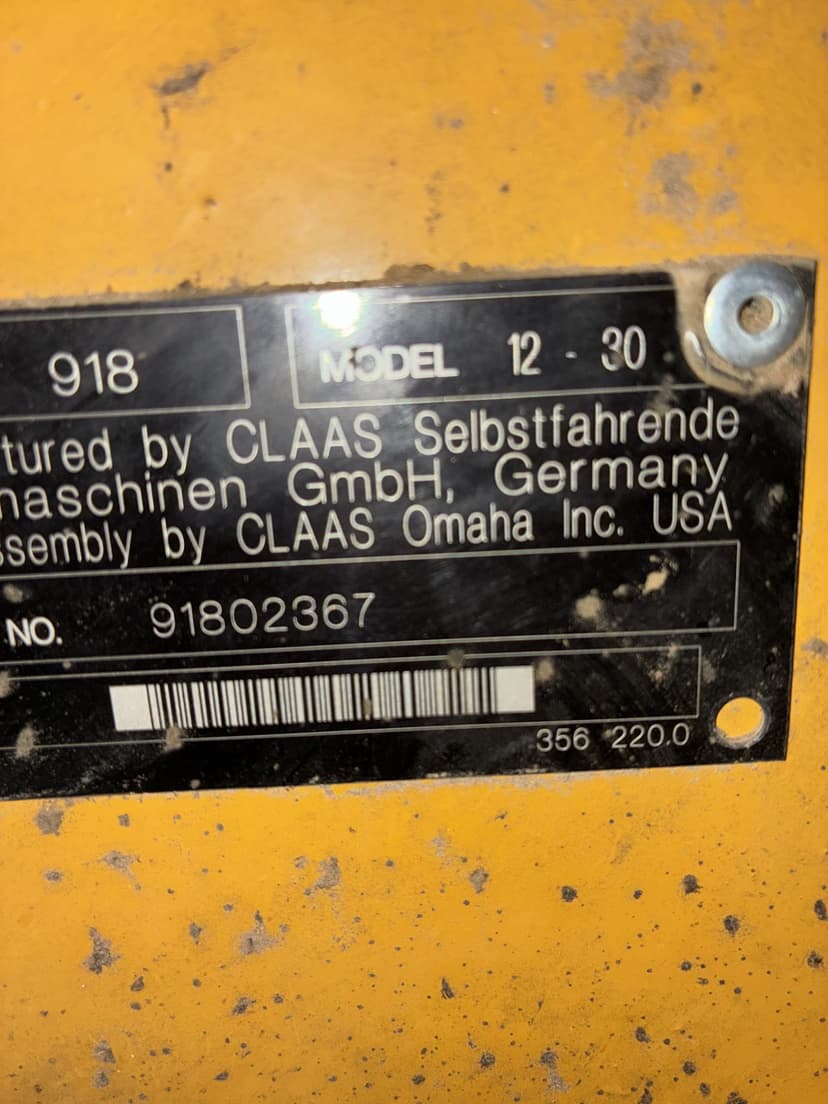 918 MODEL 12 - 30
tured by CLAAS Selbstfahrende
maschinen GmbH, Germany
ssembly by CLAAS Omaha Inc. USA
NO. 91802367
356 220.0